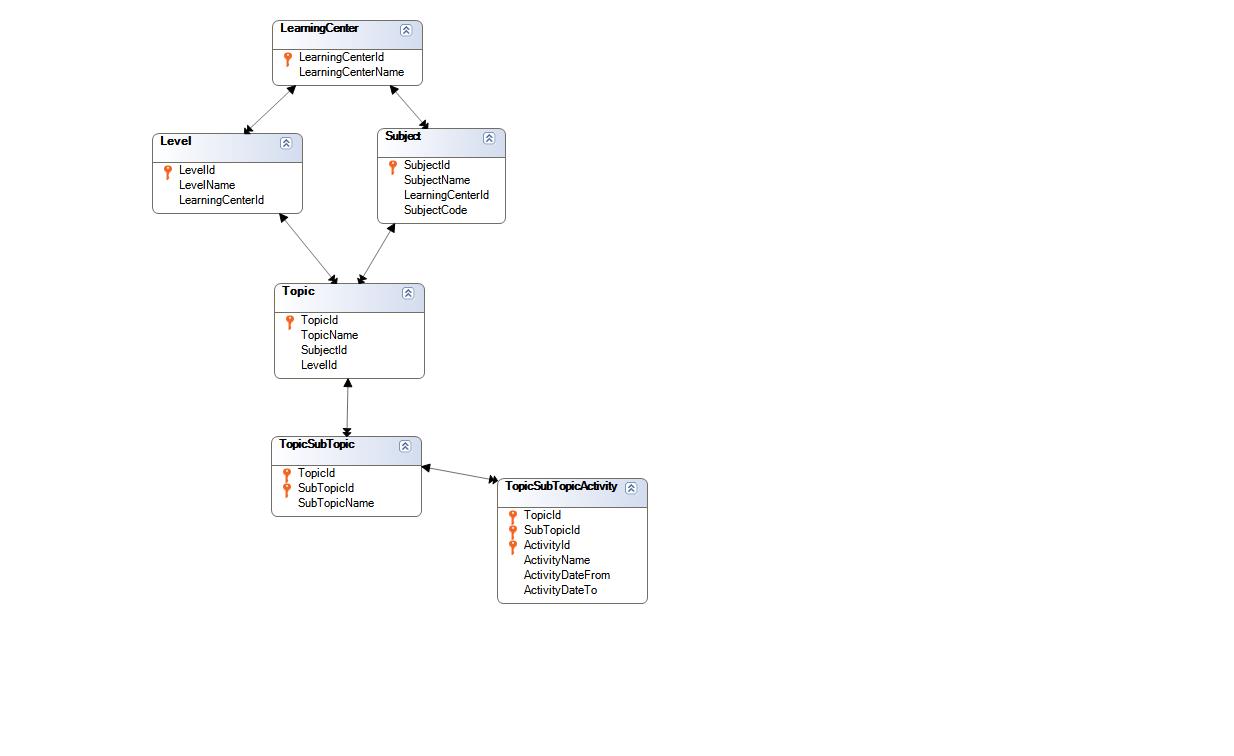 LearningCenter
LearningCenterId
LearningCenterName
Level
LevelId
LevelName
LearningCenterId
Subject
SubjectId
SubjectName
LearningCenterId
SubjectCode
Topic
TopicId
TopicName
SubjectId
LevelId
TopicSubTopic
TopicId
SubTopicId
SubTopicName
TopicSubTopicActivity
TopicId
SubTopicId
ActivityId
ActivityName
ActivityDateFrom
ActivityDateTo